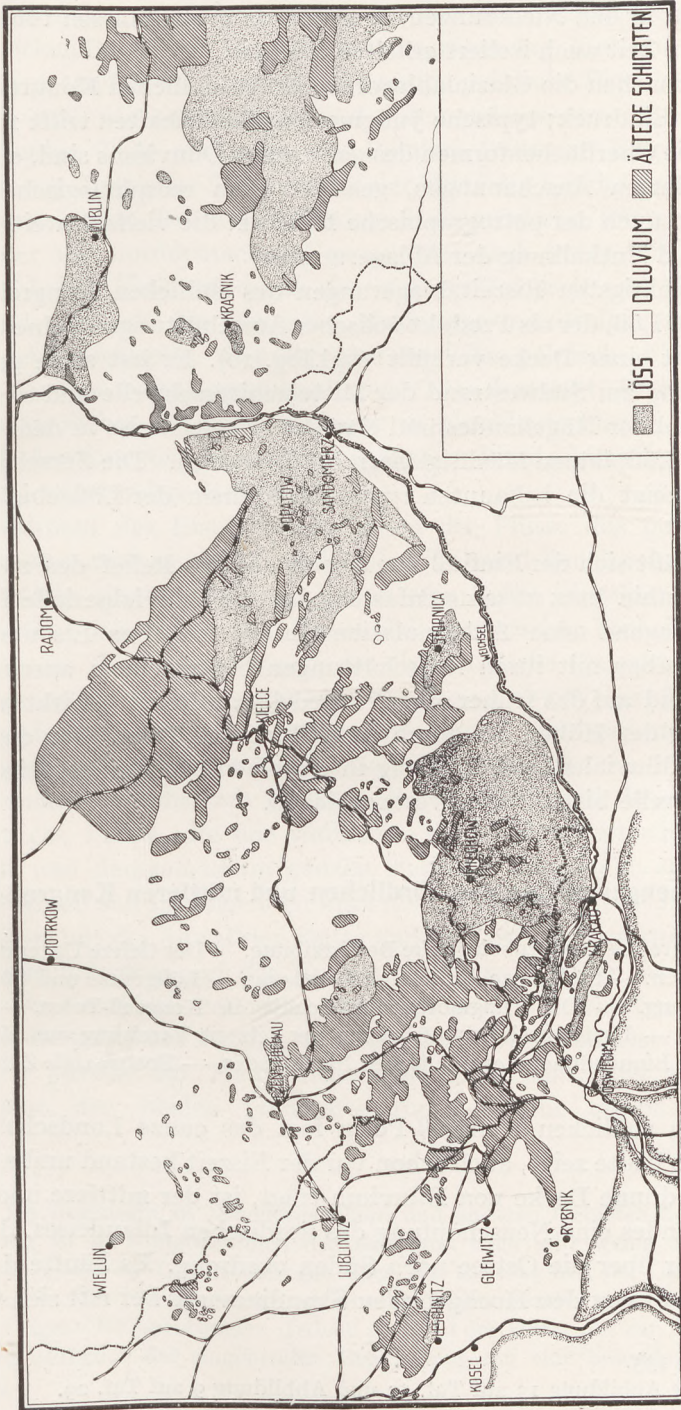 WIELUN
PIOTRKOW
RADOM
LUBLIN
LUBLINITZ
KIELCE
OPATOW
KRASNIK
LESCHNITZ
SANDOMIERZ
KOSEL
GLEIWITZ
RYBNIK
MIECHOW
STOPNICA
WEICHSEL
OSWIECIM
KRAKAU
LÖSS
DILUVIUM
ÄLTERE SCHICHTEN